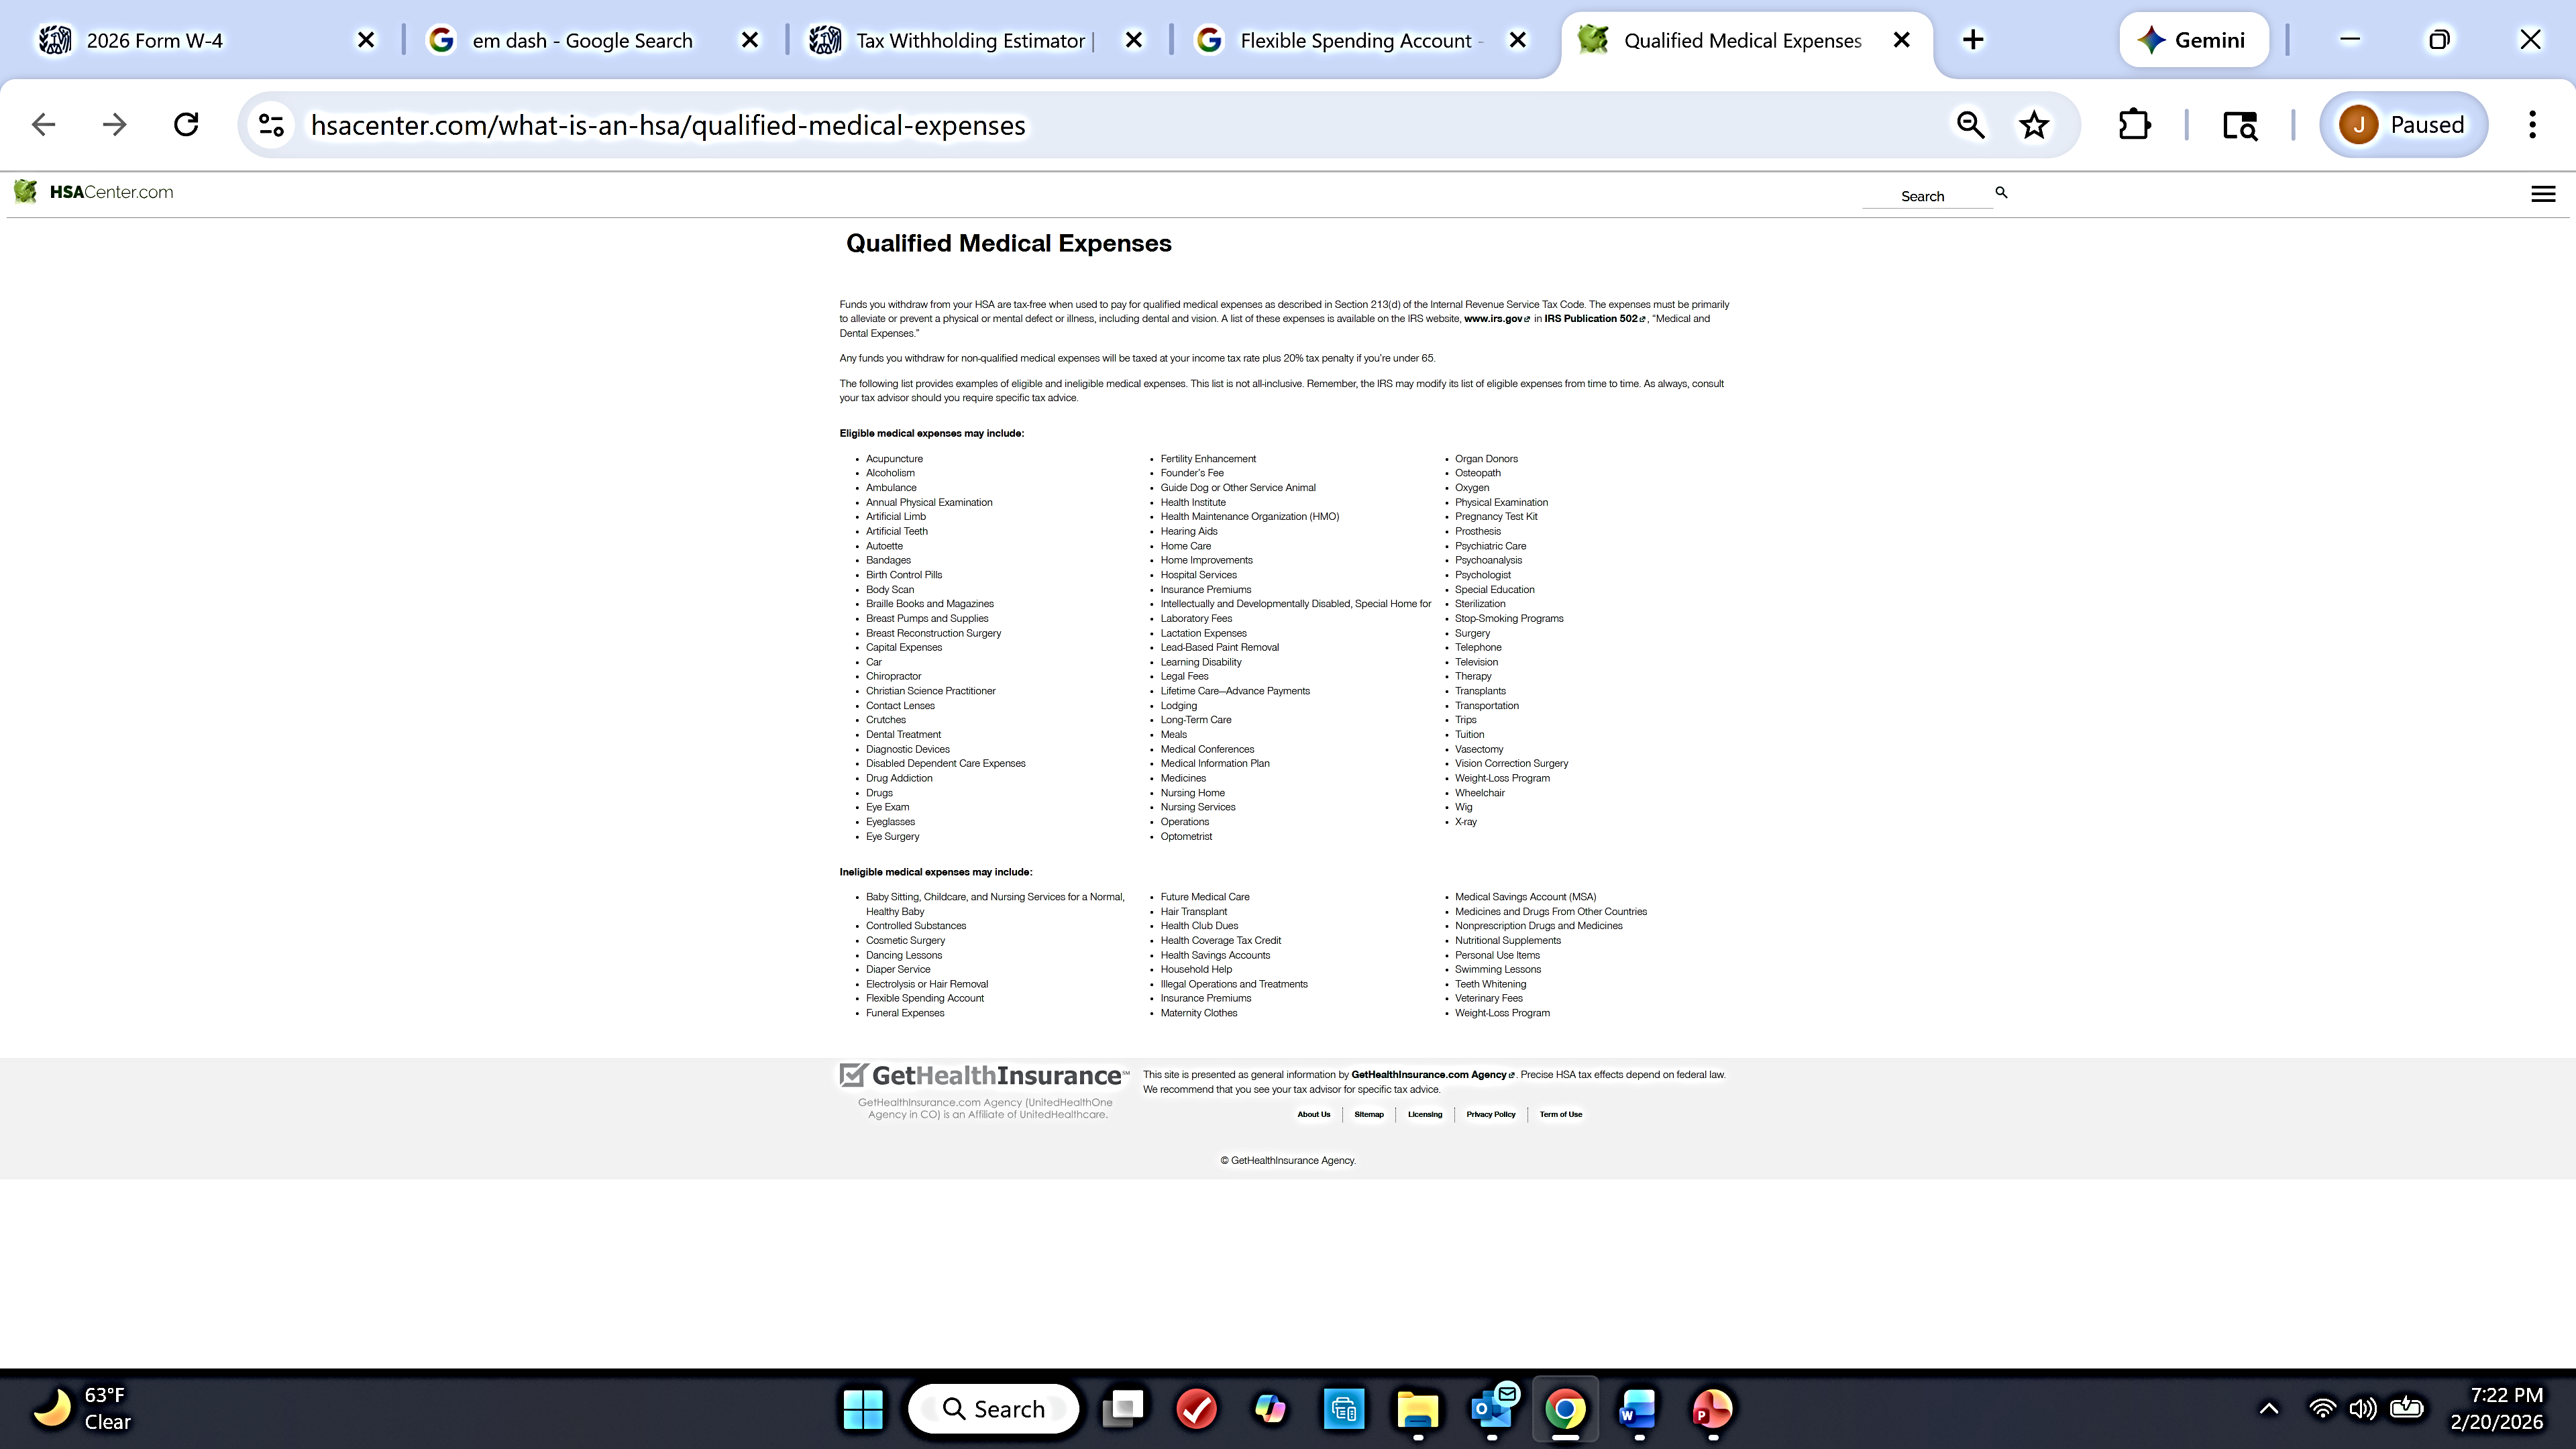 2026 Form W-4
em dash - Google Search
Tax Withholding Estimator |
Flexible Spending Account -
Qualified Medical Expenses
Gemini
hsacenter.com/what-is-an-hsa/qualified-medical-expenses
J Paused
HSACenter.com
Search
Qualified Medical Expenses
Funds you withdraw from your HSA are tax-free when used to pay for qualified medical expenses as described in Section 213(d) of the Internal Revenue Service Tax Code. The expenses must be primarily
to alleviate or prevent a physical or mental defect or illness, including dental and vision. A list of these expenses is available on the IRS website, www.irs.gov in IRS Publication 502, "Medical and
Dental Expenses."
Any funds you withdraw for non-qualified medical expenses will be taxed at your income tax rate plus 20% tax penalty if you're under 65.
The following list provides examples of eligible and ineligible medical expenses. This list is not all-inclusive. Remember, the IRS may modify its list of eligible expenses from time to time. As always, consult
your tax advisor should you require specific tax advice.
Eligible medical expenses may include:
• Acupuncture
• Alcoholism
• Ambulance
• Annual Physical Examination
• Artificial Limb
• Artificial Teeth
• Autoette
• Bandages
• Birth Control Pills
• Body Scan
• Braille Books and Magazines
• Breast Pumps and Supplies
• Breast Reconstruction Surgery
• Capital Expenses
• Car
• Chiropractor
• Christian Science Practitioner
• Contact Lenses
• Crutches
• Dental Treatment
• Diagnostic Devices
• Disabled Dependent Care Expenses
• Drug Addiction
• Drugs
• Eye Exam
• Eyeglasses
• Eye Surgery
• Fertility Enhancement
• Founder's Fee
• Guide Dog or Other Service Animal
• Health Institute
• Health Maintenance Organization (HMO)
• Hearing Aids
• Home Care
• Home Improvements
• Hospital Services
• Insurance Premiums
• Intellectually and Developmentally Disabled, Special Home for
• Laboratory Fees
• Lactation Expenses
• Lead-Based Paint Removal
• Learning Disability
• Legal Fees
• Lifetime Care—Advance Payments
• Lodging
• Long-Term Care
• Meals
• Medical Conferences
• Medical Information Plan
• Medicines
• Nursing Home
• Nursing Services
• Operations
• Optometrist
• Organ Donors
• Osteopath
• Oxygen
• Physical Examination
• Pregnancy Test Kit
• Prosthesis
• Psychiatric Care
• Psychoanalysis
• Psychologist
• Special Education
• Sterilization
• Stop-Smoking Programs
• Surgery
• Telephone
• Television
• Therapy
• Transplants
• Transportation
• Trips
• Tuition
• Vasectomy
• Vision Correction Surgery
• Weight-Loss Program
• Wheelchair
• Wig
• X-ray
Ineligible medical expenses may include:
• Baby Sitting, Childcare, and Nursing Services for a Normal,
Healthy Baby
• Controlled Substances
• Cosmetic Surgery
• Dancing Lessons
• Diaper Service
• Electrolysis or Hair Removal
• Flexible Spending Account
• Funeral Expenses
• Future Medical Care
• Hair Transplant
• Health Club Dues
• Health Coverage Tax Credit
• Health Savings Accounts
• Household Help
• Illegal Operations and Treatments
• Insurance Premiums
• Maternity Clothes
• Medical Savings Account (MSA)
• Medicines and Drugs From Other Countries
• Nonprescription Drugs and Medicines
• Nutritional Supplements
• Personal Use Items
• Swimming Lessons
• Teeth Whitening
• Veterinary Fees
• Weight-Loss Program
GetHealthInsurance℠
GetHealthInsurance.com Agency (UnitedHealthOne
Agency in CO) is an Affiliate of UnitedHealthcare.
This site is presented as general information by GetHealthInsurance.com Agency. Precise HSA tax effects depend on federal law.
We recommend that you see your tax advisor for specific tax advice.
About Us | Sitemap | Licensing | Privacy Policy | Term of Use
© GetHealthInsurance Agency.
63°F
Clear
Search
7:22 PM
2/20/2026